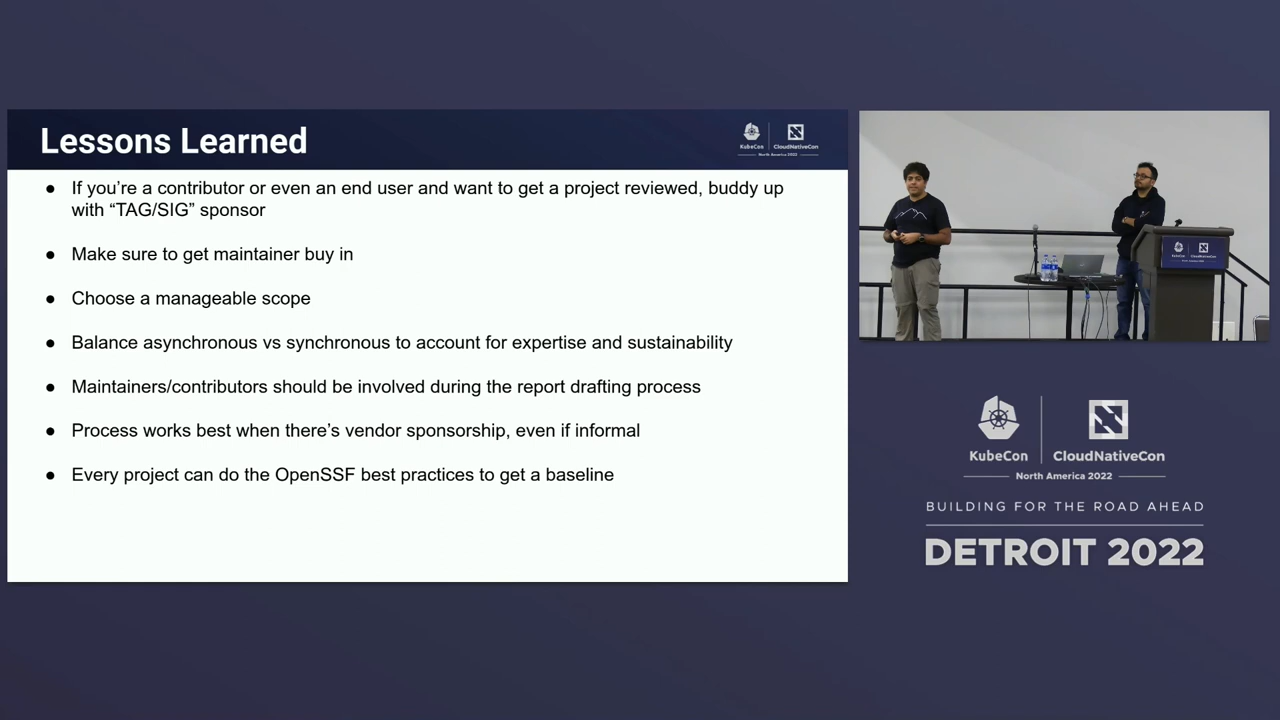 Lessons Learned
KubeCon
CloudNativeCon
North America 2022
● If you’re a contributor or even an end user and want to get a project reviewed, buddy up
with “TAG/SIG” sponsor
● Make sure to get maintainer buy in
● Choose a manageable scope
● Balance asynchronous vs synchronous to account for expertise and sustainability
● Maintainers/contributors should be involved during the report drafting process
● Process works best when there’s vendor sponsorship, even if informal
● Every project can do the OpenSSF best practices to get a baseline
KubeCon
CloudNativeCon
KubeCon
CloudNativeCon
North America 2022
BUILDING FOR THE ROAD AHEAD
DETROIT 2022